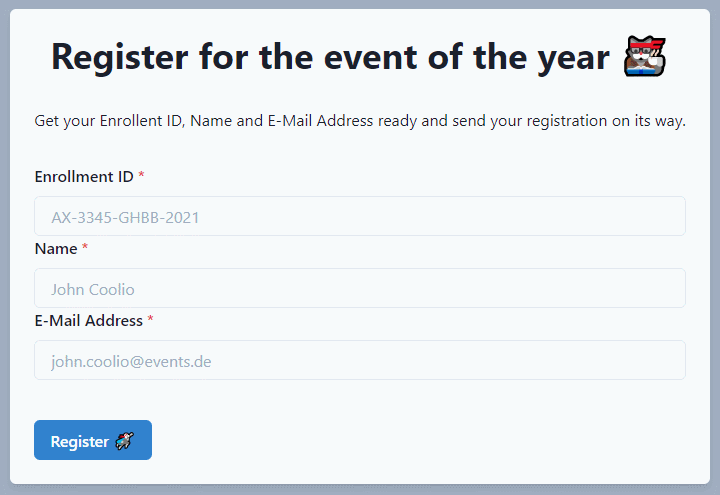 Register for the event of the year
Get your Enrollent ID, Name and E-Mail Address ready and send your registration on its way.
Enrollment ID *
AX-3345-GHBB-2021
Name *
John Coolio
E-Mail Address *
john.coolio@events.de
Register